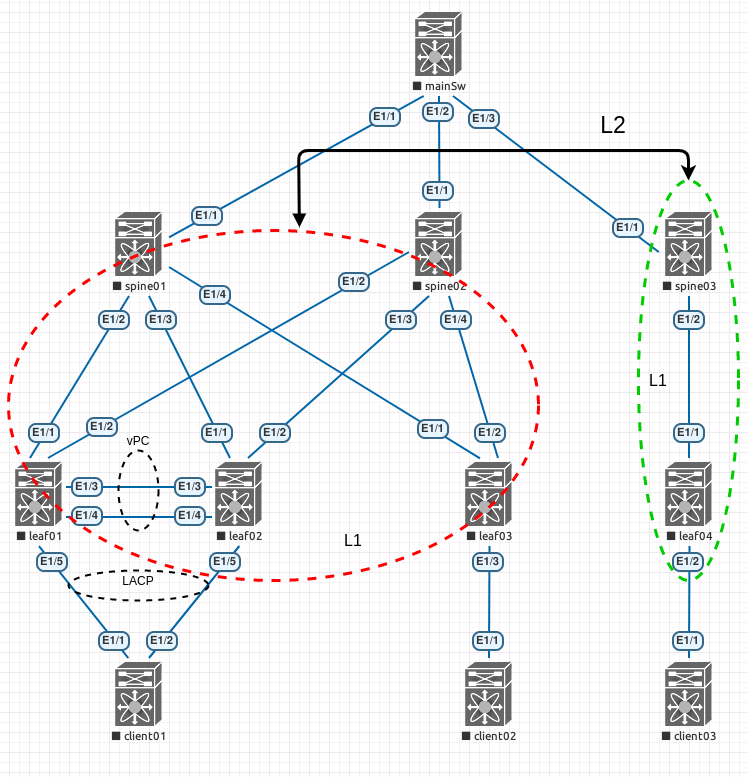 mainSw
E1/1
E1/2
E1/3
L2
E1/1
E1/1
E1/1
spine01
spine02
spine03
E1/2
E1/3
E1/4
E1/2
E1/3
E1/4
E1/2
L1
E1/1
E1/2
E1/1
E1/2
E1/1
E1/2
E1/1
vPC
E1/3
E1/3
E1/4
E1/4
leaf01
leaf02
leaf03
leaf04
L1
E1/5
E1/5
E1/3
E1/2
LACP
E1/1
E1/2
E1/1
E1/1
client01
client02
client03